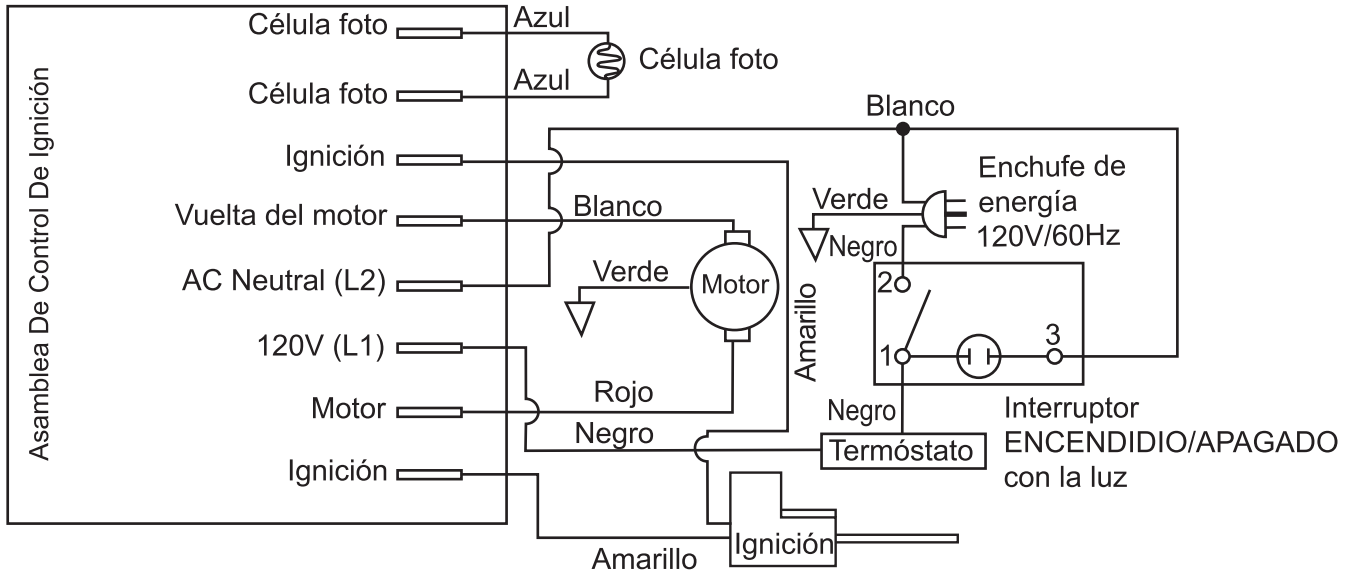 Asamblea De Control De Ignición
Célula foto
Azul
Célula foto
Célula foto
Azul
Ignición
Vuelta del motor
Blanco
AC Neutral (L2)
Verde
Motor
120V (L1)
Motor
Rojo
Negro
Ignición
Amarillo
Ignición
Amarillo
Blanco
Enchufe de
energía
120V/60Hz
Verde
Negro
2
1
3
Negro
Termóstato
Interruptor
ENCENDIDIO/APAGADO
con la luz